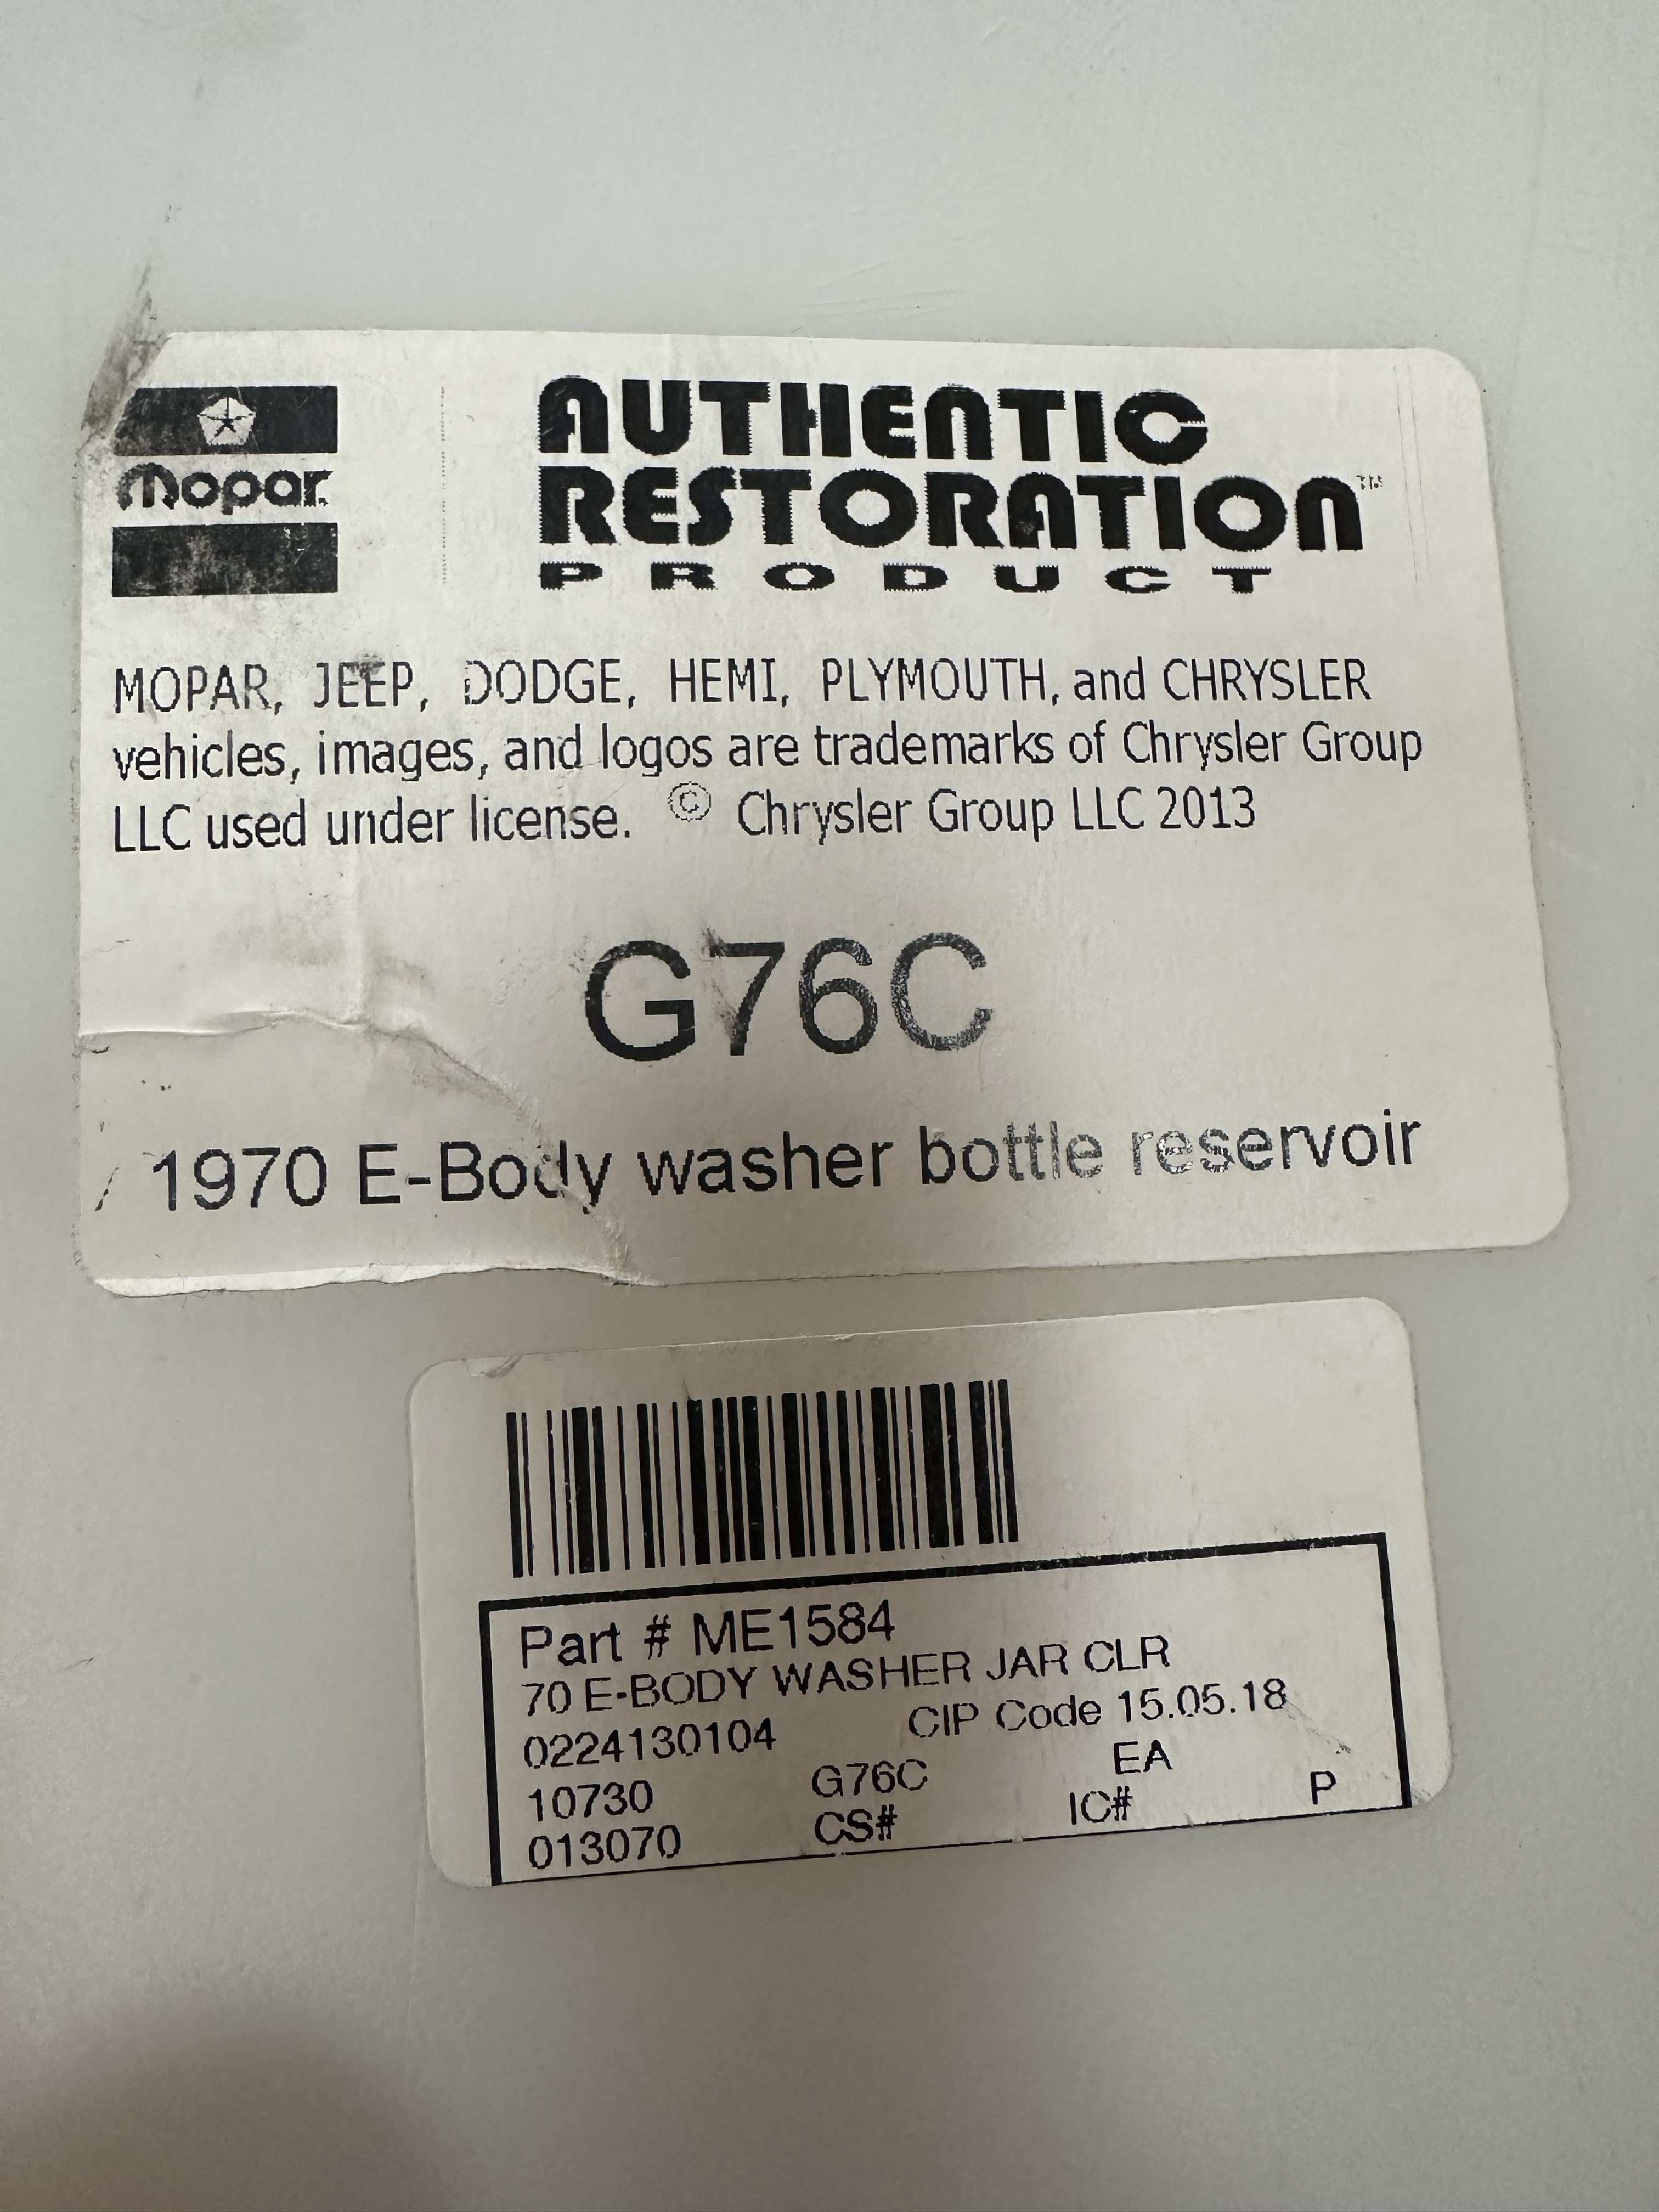 Mopar
AUTHENTIC
RESTORATION™
PRODUCT
MOPAR, JEEP, DODGE, HEMI, PLYMOUTH, and CHRYSLER
vehicles, images, and logos are trademarks of Chrysler Group
LLC used under license. © Chrysler Group LLC 2013
G76C
1970 E-Body washer bottle reservoir
Part # ME1584
70 E-BODY WASHER JAR CLR
0224130104 CIP Code 15.05.18
10730 G76C EA
013070 CS# IC# P